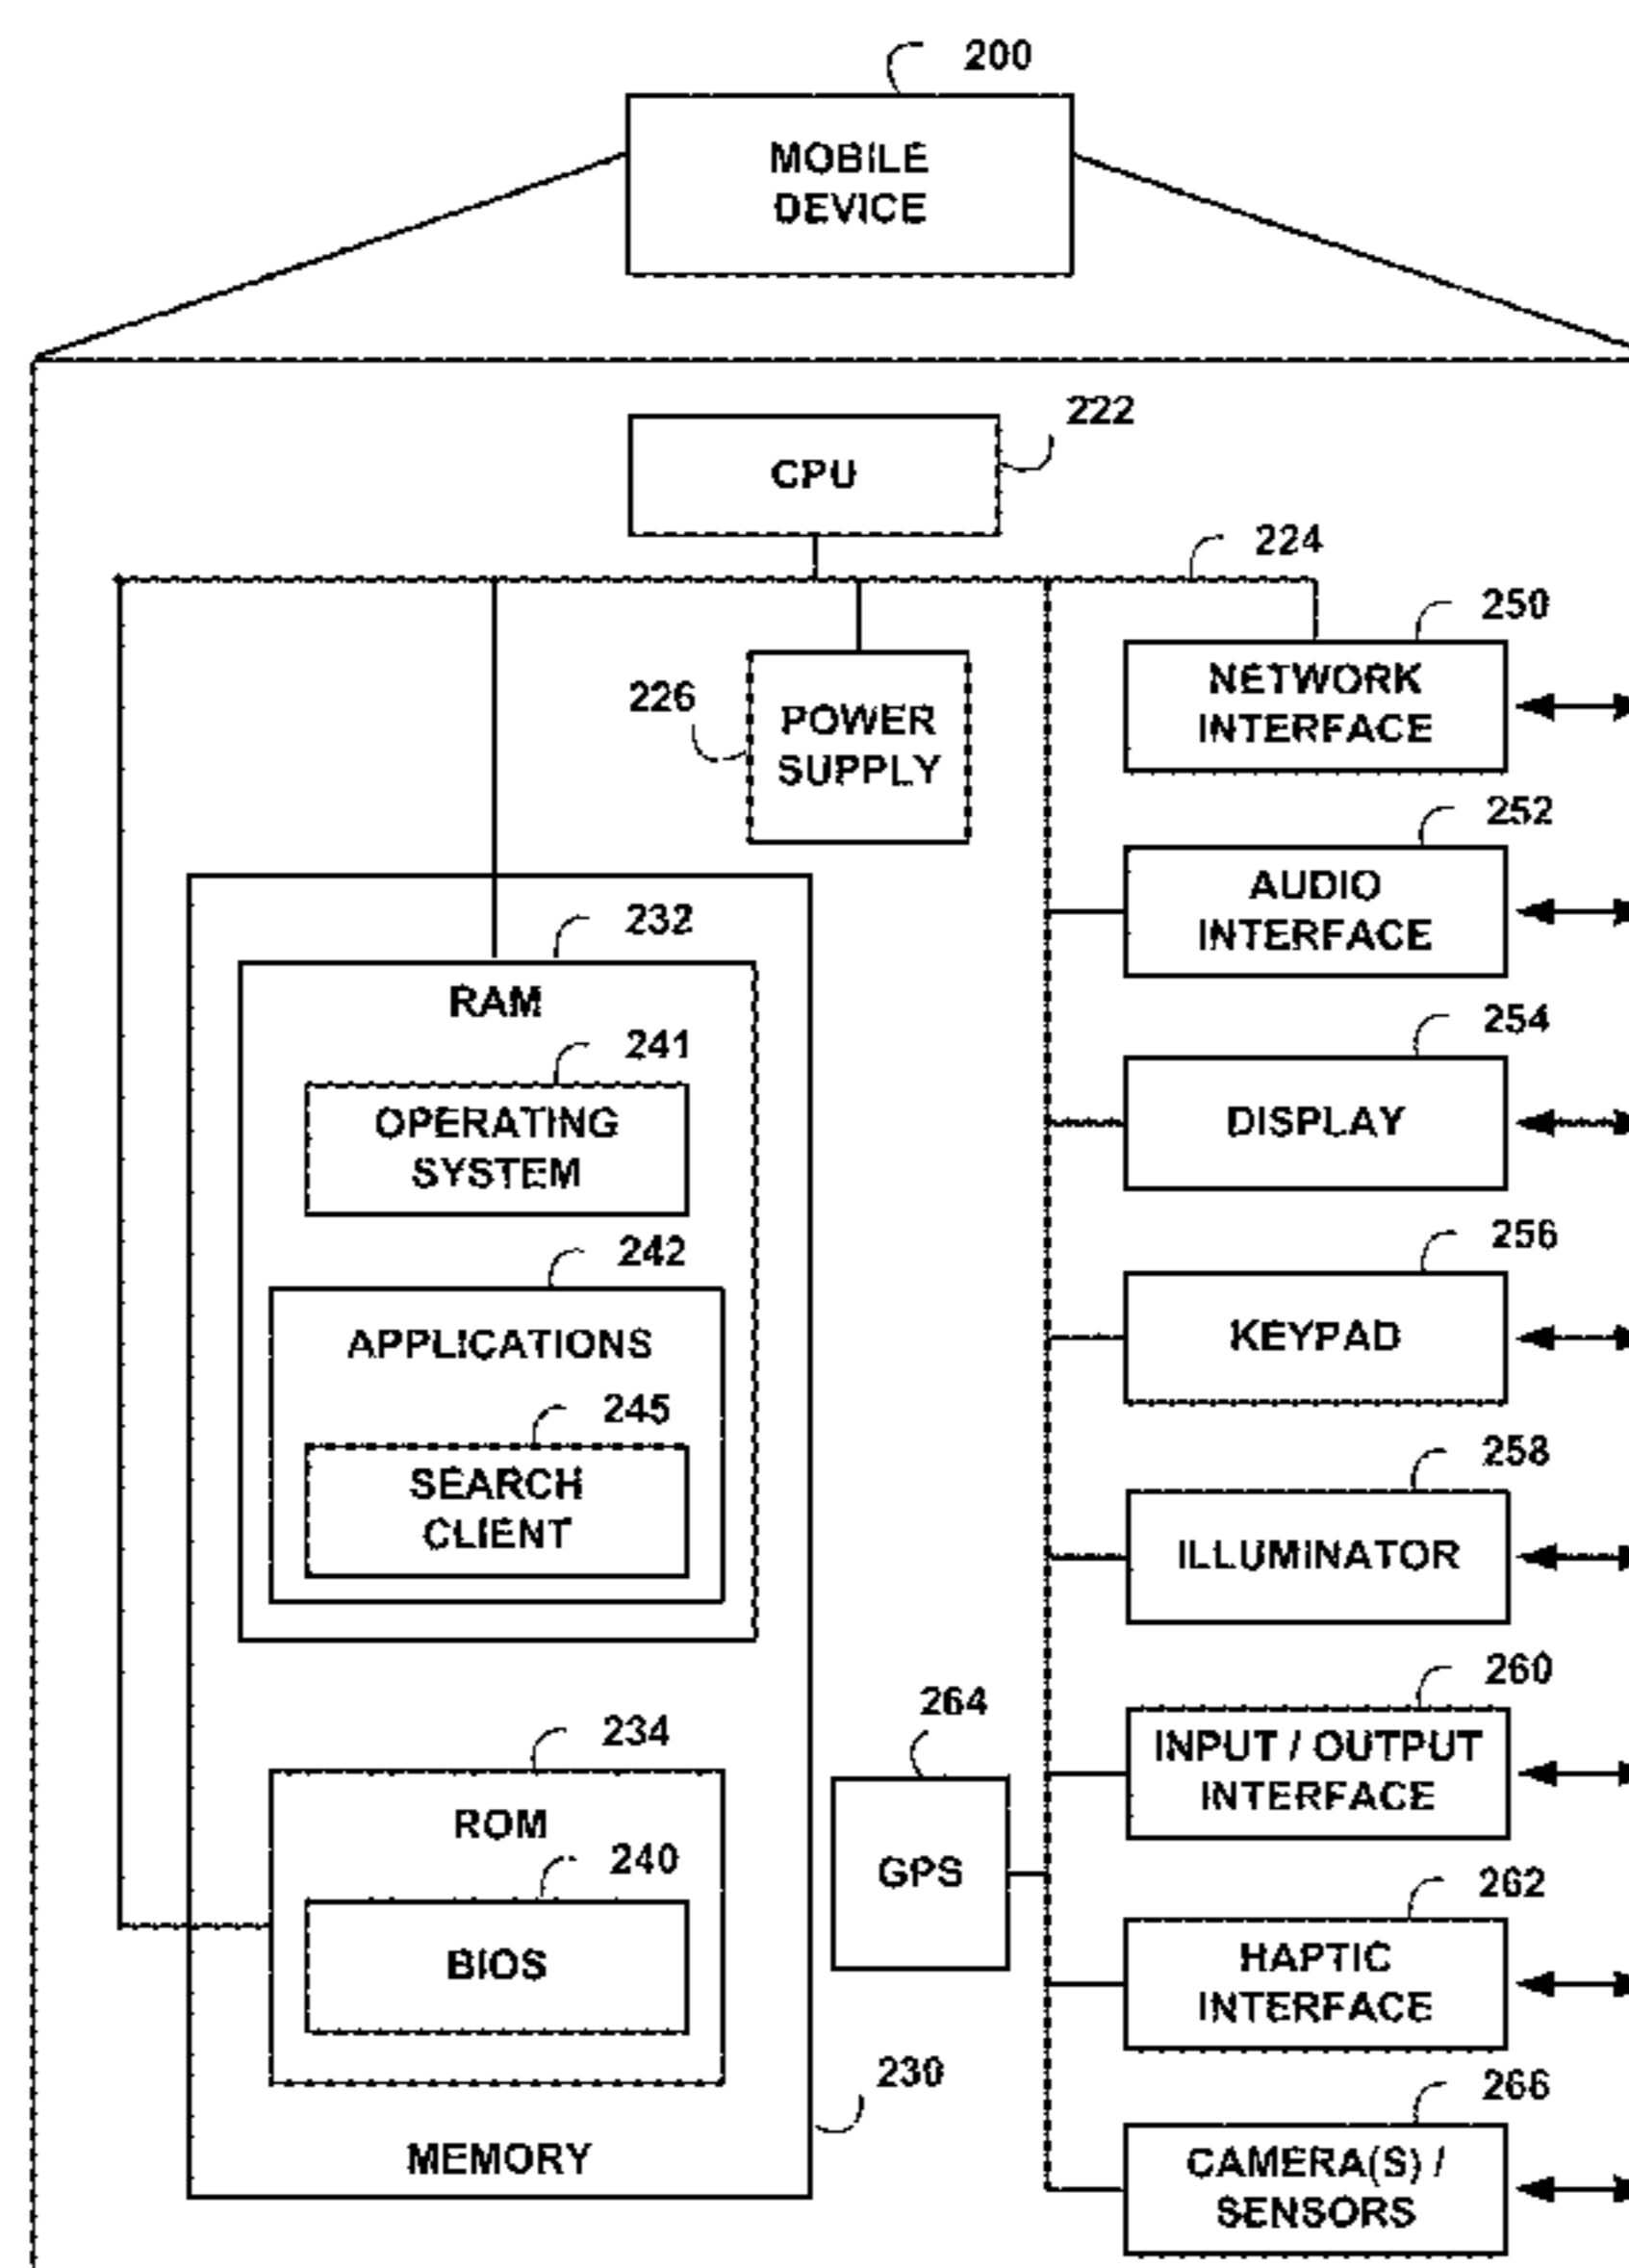 200
MOBILE
DEVICE
222
CPU
224
250
NETWORK
INTERFACE
226
POWER
SUPPLY
252
AUDIO
INTERFACE
232
RAM
241
OPERATING
SYSTEM
254
DISPLAY
242
APPLICATIONS
256
KEYPAD
245
SEARCH
CLIENT
258
ILLUMINATOR
260
INPUT / OUTPUT
INTERFACE
264
GPS
234
ROM
240
BIOS
262
HAPTIC
INTERFACE
230
MEMORY
266
CAMERA(S) /
SENSORS